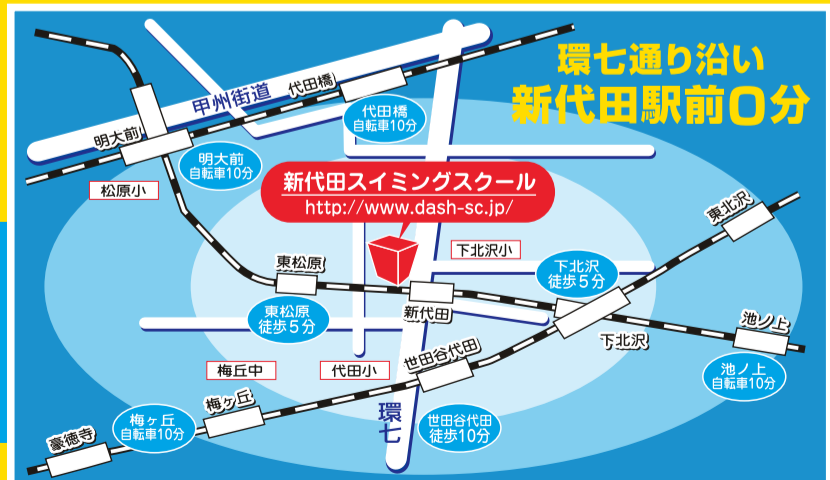 環七通り沿い
新代田駅前0分
甲州街道
代田橋
代田橋
自転車10分
明大前
明大前
自転車10分
松原小
新代田スイミングスクール
http://www.dash-sc.jp/
東北沢
下北沢小
東松原
下北沢
徒歩5分
東松原
徒歩5分
新代田
池ノ上
下北沢
世田谷代田
梅丘中
代田小
池ノ上
自転車10分
梅ヶ丘
環七
梅ヶ丘
自転車10分
世田谷代田
徒歩10分
豪徳寺